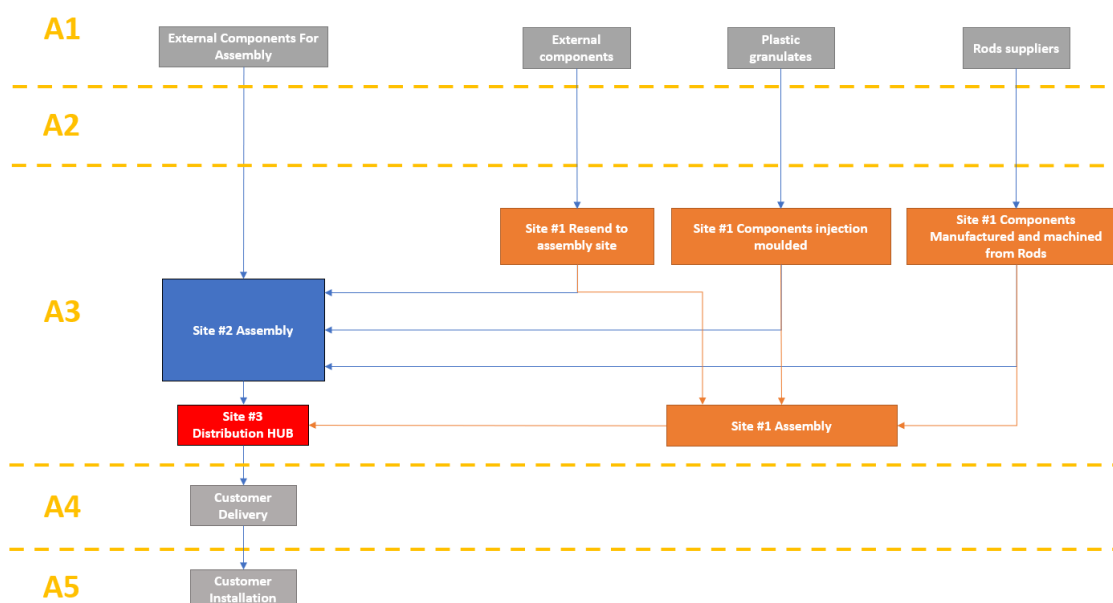 A1
External Components For
Assembly
External
components
Plastic
granulates
Rods suppliers
A2
A3
Site #1 Resend to
assembly site
Site #1 Components injection
moulded
Site #1 Components
Manufactured and machined
from Rods
Site #2 Assembly
Site #3
Distribution HUB
Site #1 Assembly
A4
Customer
Delivery
A5
Customer
Installation